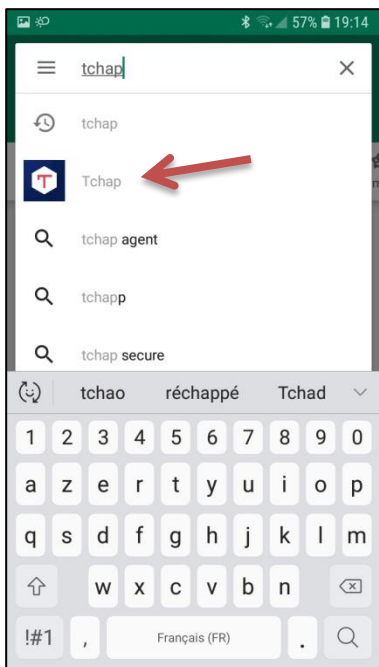 57% 19:14
tchap
tchap
Tchap
tchap agent
tchapp
tchap secure
tchao réchappé Tchad
1 2 3 4 5 6 7 8 9 0
a z e r t y u i o p
q s d f g h j k l m
w x c v b n
!#1 , Français (FR) .